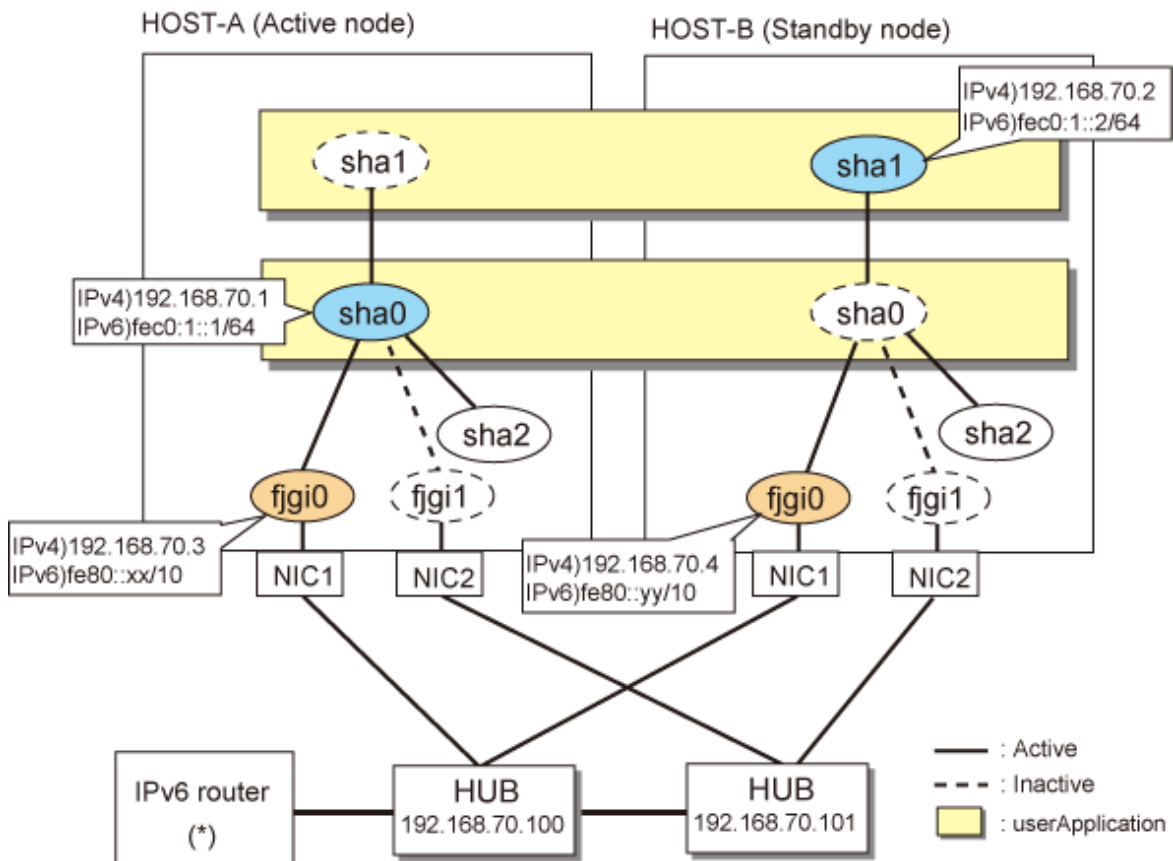 HOST-A (Active node)
HOST-B (Standby node)
IPv4)192.168.70.2
IPv6)fec0:1::2/64
sha1
sha1
IPv4)192.168.70.1
IPv6)fec0:1::1/64
sha0
sha0
sha2
sha2
fjgi0
fjgi1
fjgi0
fjgi1
IPv4)192.168.70.3
IPv6)fe80::xx/10
NIC1
NIC2
IPv4)192.168.70.4
IPv6)fe80::yy/10
NIC1
NIC2
IPv6 router
(*)
HUB
192.168.70.100
HUB
192.168.70.101
: Active
: Inactive
: userApplication